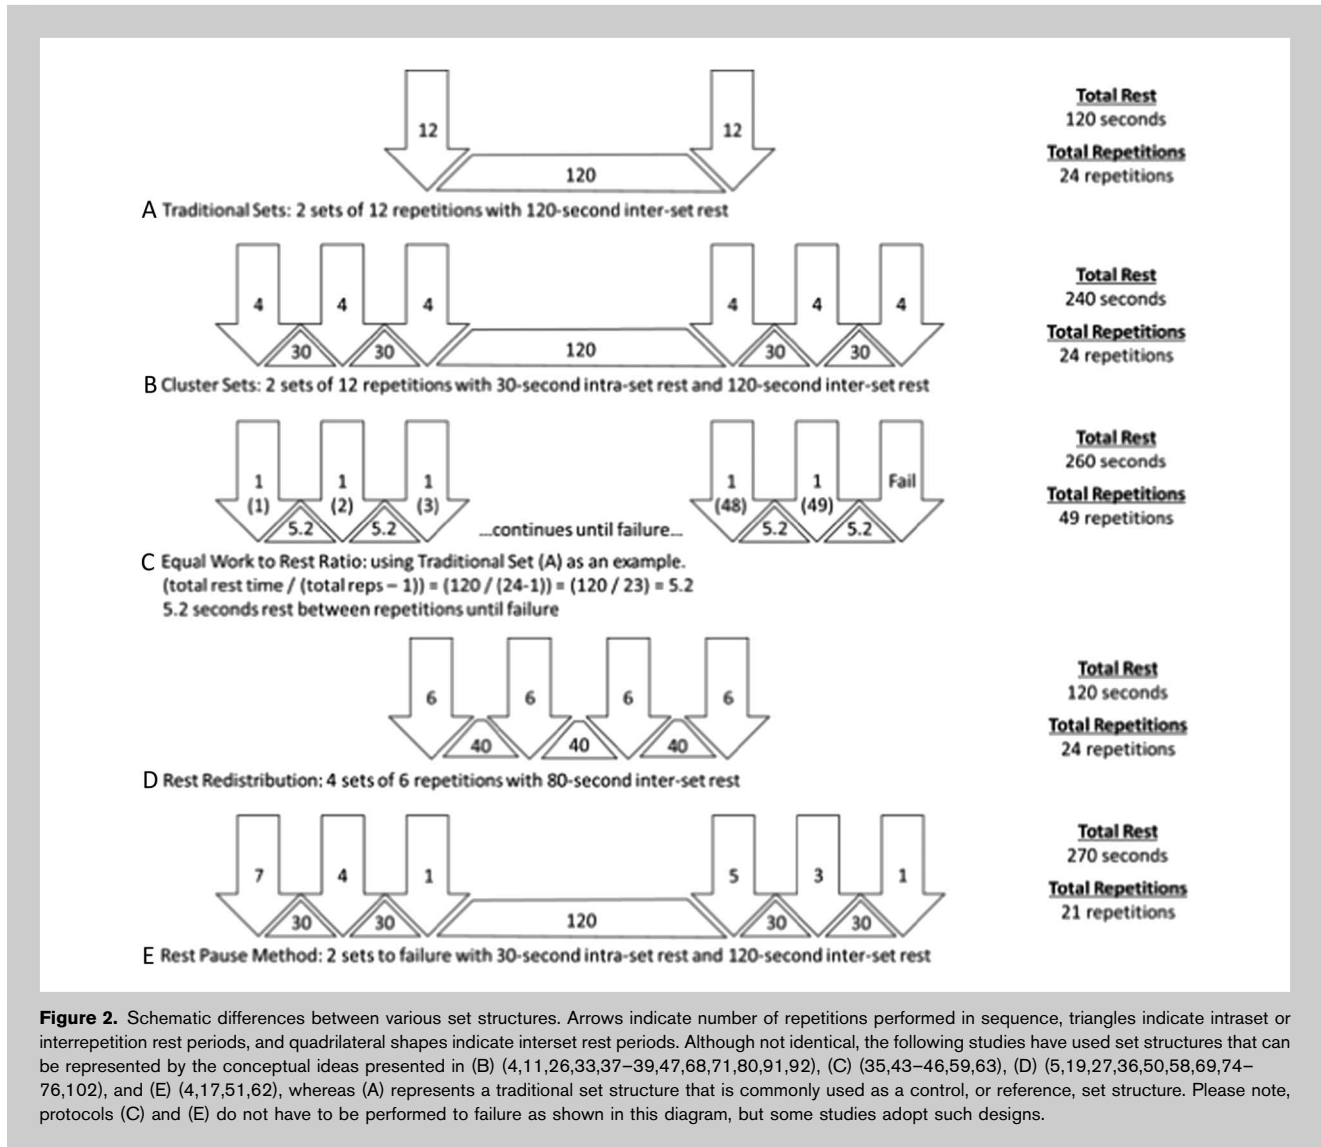 12
12
120
Total Rest
120 seconds
Total Repetitions
24 repetitions
A Traditional Sets: 2 sets of 12 repetitions with 120-second inter-set rest
4 4 4 4 4 4
30 30 120 30 30
Total Rest
240 seconds
Total Repetitions
24 repetitions
B Cluster Sets: 2 sets of 12 repetitions with 30-second intra-set rest and 120-second inter-set rest
1 1 1 1 1 Fail
(1) (2) (3) (48) (49)
5.2 5.2 ...continues until failure... 5.2 5.2
Total Rest
260 seconds
Total Repetitions
49 repetitions
C Equal Work to Rest Ratio: using Traditional Set (A) as an example.
(total rest time / (total reps – 1)) = (120 / (24-1)) = (120 / 23) = 5.2
5.2 seconds rest between repetitions until failure
6 6 6 6
40 40 40
Total Rest
120 seconds
Total Repetitions
24 repetitions
D Rest Redistribution: 4 sets of 6 repetitions with 80-second inter-set rest
7 4 1 5 3 1
30 30 120 30 30
Total Rest
270 seconds
Total Repetitions
21 repetitions
E Rest Pause Method: 2 sets to failure with 30-second intra-set rest and 120-second inter-set rest
Figure 2. Schematic differences between various set structures. Arrows indicate number of repetitions performed in sequence, triangles indicate intraset or
interrepetition rest periods, and quadrilateral shapes indicate interset rest periods. Although not identical, the following studies have used set structures that can
be represented by the conceptual ideas presented in (B) (4,11,26,33,37–39,47,68,71,80,91,92), (C) (35,43–46,59,63), (D) (5,19,27,36,50,58,69,74–
76,102), and (E) (4,17,51,62), whereas (A) represents a traditional set structure that is commonly used as a control, or reference, set structure. Please note,
protocols (C) and (E) do not have to be performed to failure as shown in this diagram, but some studies adopt such designs.